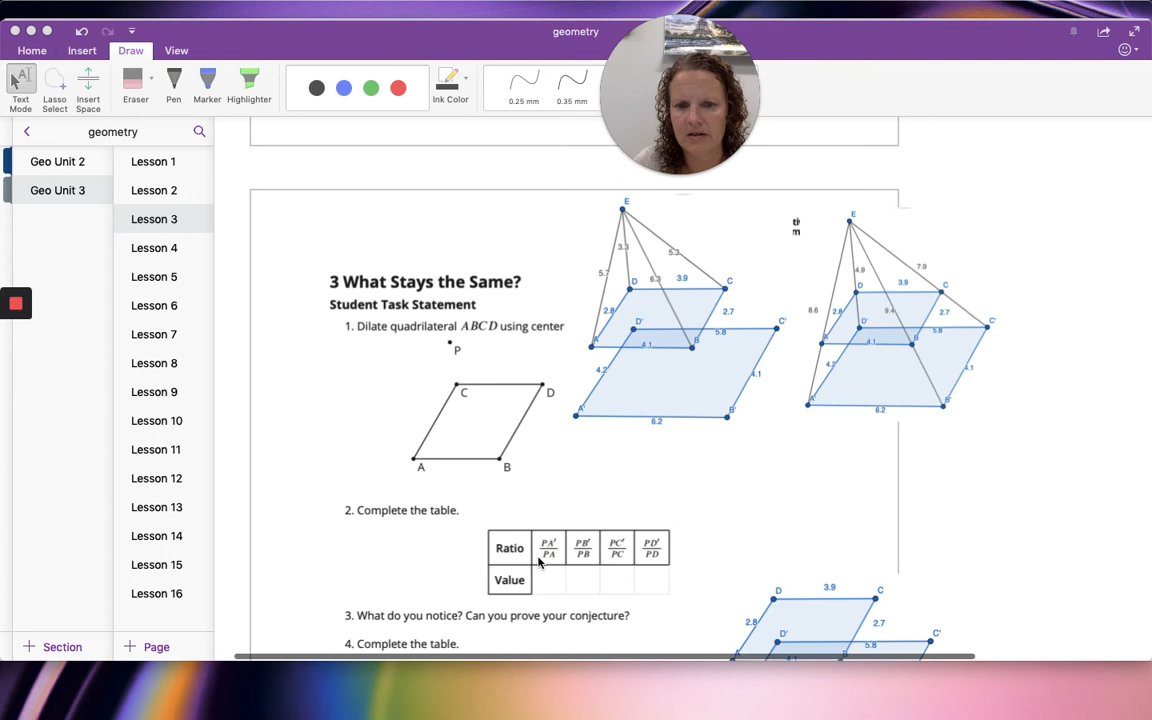 geometry
Home Insert Draw View
Text Mode
Lasso Select
Insert Space
Eraser
Pen
Marker
Highlighter
Ink Color
0.25 mm
0.35 mm
geometry
Geo Unit 2
Geo Unit 3
Lesson 1
Lesson 2
Lesson 3
Lesson 4
Lesson 5
Lesson 6
Lesson 7
Lesson 8
Lesson 9
Lesson 10
Lesson 11
Lesson 12
Lesson 13
Lesson 14
Lesson 15
Lesson 16
+ Section
+ Page
3 What Stays the Same?
Student Task Statement
1. Dilate quadrilateral ABCD using center
P
C
D
A
B
E
3.3
5.2
5.7
6.3
3.9
D
C
2.8
2.7
D'
C'
5.8
A
4.1
B
4.2
4.1
A'
B'
6.2
E
4.9
7.9
3.9
D
C
8.6
2.8
9.4
2.7
D'
C'
5.8
A
4.1
B
4.2
4.1
A'
B'
6.2
2. Complete the table.
Ratio PA'/PA PB'/PB PC'/PC PD'/PD
Value
3. What do you notice? Can you prove your conjecture?
4. Complete the table.
3.9
D
C
2.8
2.7
D'
C'
5.8
A
4.1
B